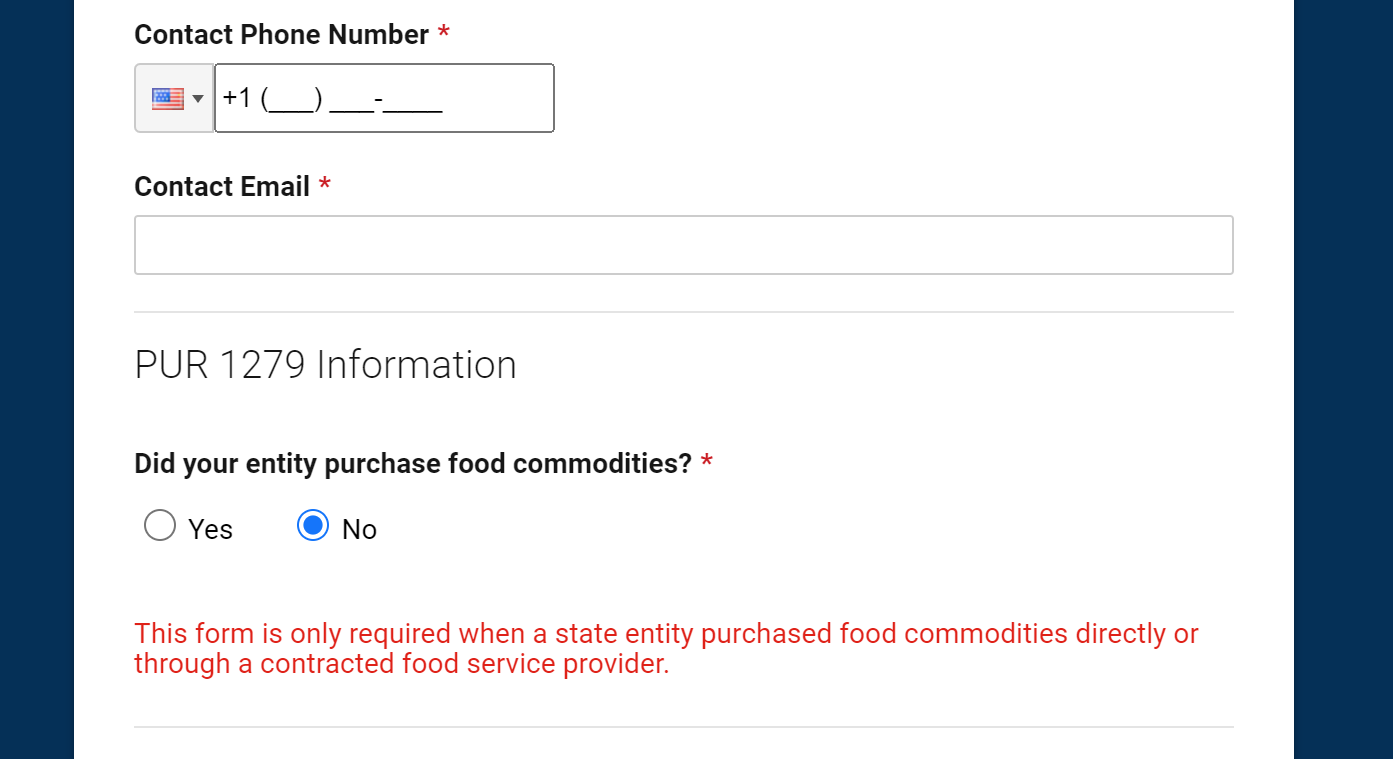 Contact Phone Number *
+1 (___) ___-____
Contact Email *
PUR 1279 Information
Did your entity purchase food commodities? *
Yes No
This form is only required when a state entity purchased food commodities directly or
through a contracted food service provider.